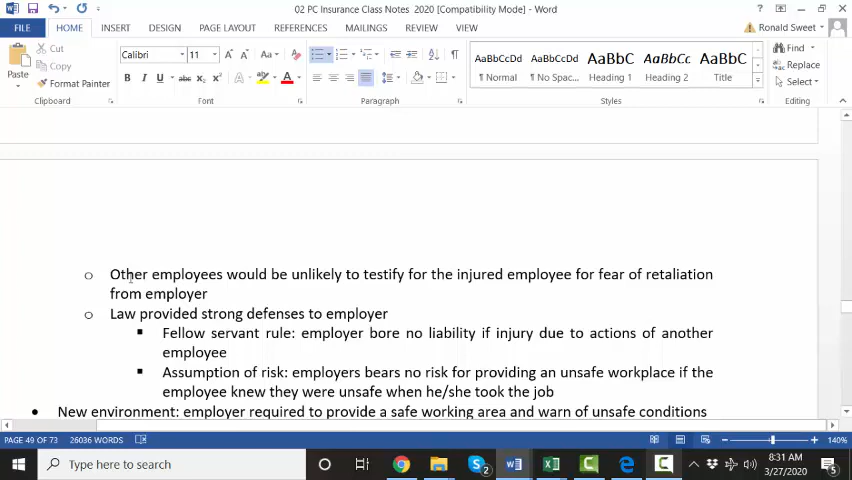 02 PC Insurance Class Notes 2020 [Compatibility Mode] - Word
FILE HOME INSERT DESIGN PAGE LAYOUT REFERENCES MAILINGS REVIEW VIEW Ronald Sweet
Paste
Cut
Copy
Format Painter
Clipboard
Calibri 11
B I U abc
Font
Paragraph
AaBbCcDd AaBbCcDd AaBbC AaBbCc AaBbC
¶ Normal ¶ No Spac... Heading 1 Heading 2 Title
Styles
Find
Replace
Select
Editing
o Other employees would be unlikely to testify for the injured employee for fear of retaliation
from employer
o Law provided strong defenses to employer
▪ Fellow servant rule: employer bore no liability if injury due to actions of another
employee
▪ Assumption of risk: employers bears no risk for providing an unsafe workplace if the
employee knew they were unsafe when he/she took the job
• New environment: employer required to provide a safe working area and warn of unsafe conditions
PAGE 49 OF 73 26036 WORDS 140%
Type here to search
8:31 AM
3/27/2020